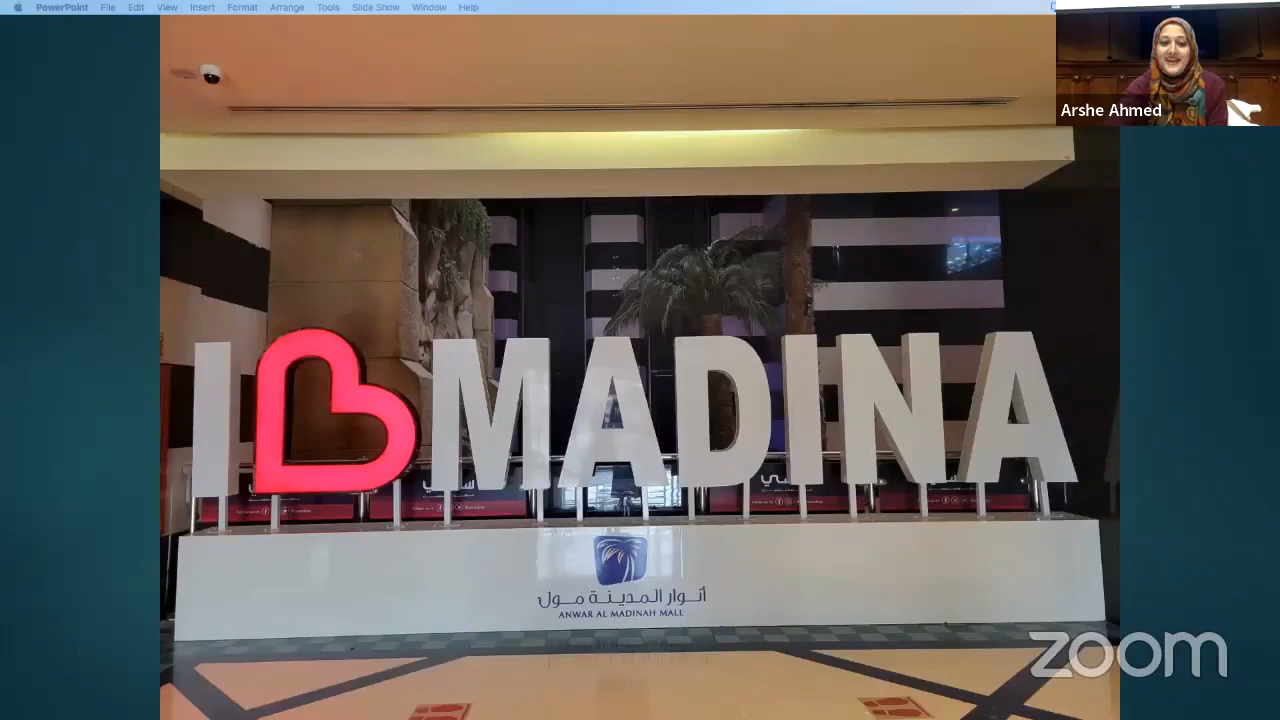 PowerPoint File Edit View Insert Format Arrange Tools Slide Show Window Help
Arshe Ahmed
I MADINA
أنوار المدينة مول
ANWAR AL MADINAH MALL
zoom